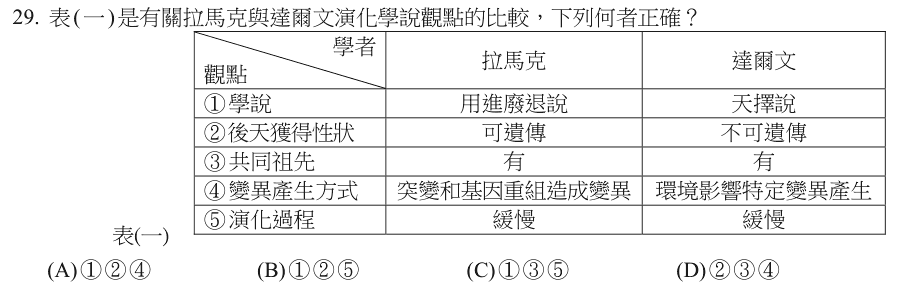 29. 表(一)是有關拉馬克與達爾文演化學說觀點的比較，下列何者正確？
學者
觀點 拉馬克 達爾文
①學說 用進廢退說 天擇說
②後天獲得性狀 可遺傳 不可遺傳
③共同祖先 有 有
④變異產生方式 突變和基因重組造成變異 環境影響特定變異產生
⑤演化過程 緩慢 緩慢
表(一)
(A)①②④ (B)①②⑤ (C)①③⑤ (D)②③④